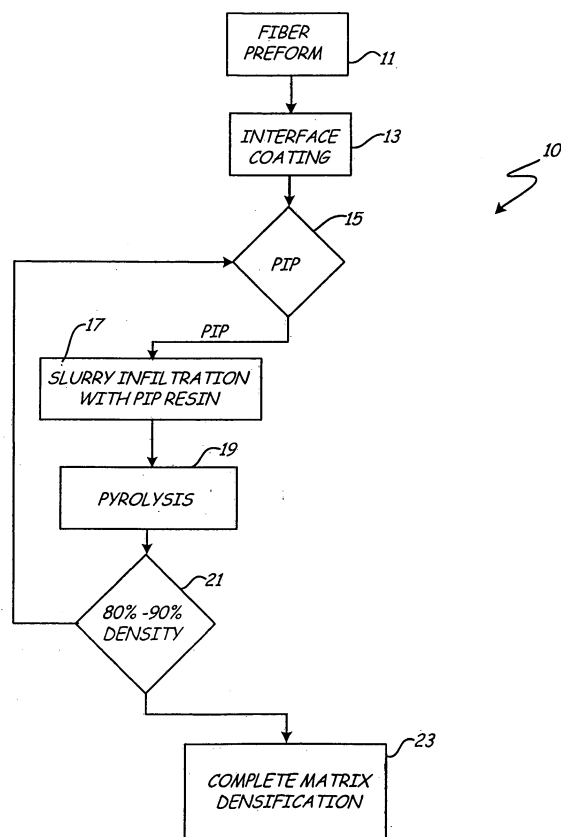 FIBER
PREFORM
11
INTERFACE
COATING
13
10
15
PIP
PIP
17
SLURRY INFILTRATION
WITH PIP RESIN
19
PYROLYSIS
21
80% -90%
DENSITY
23
COMPLETE MATRIX
DENSIFICATION